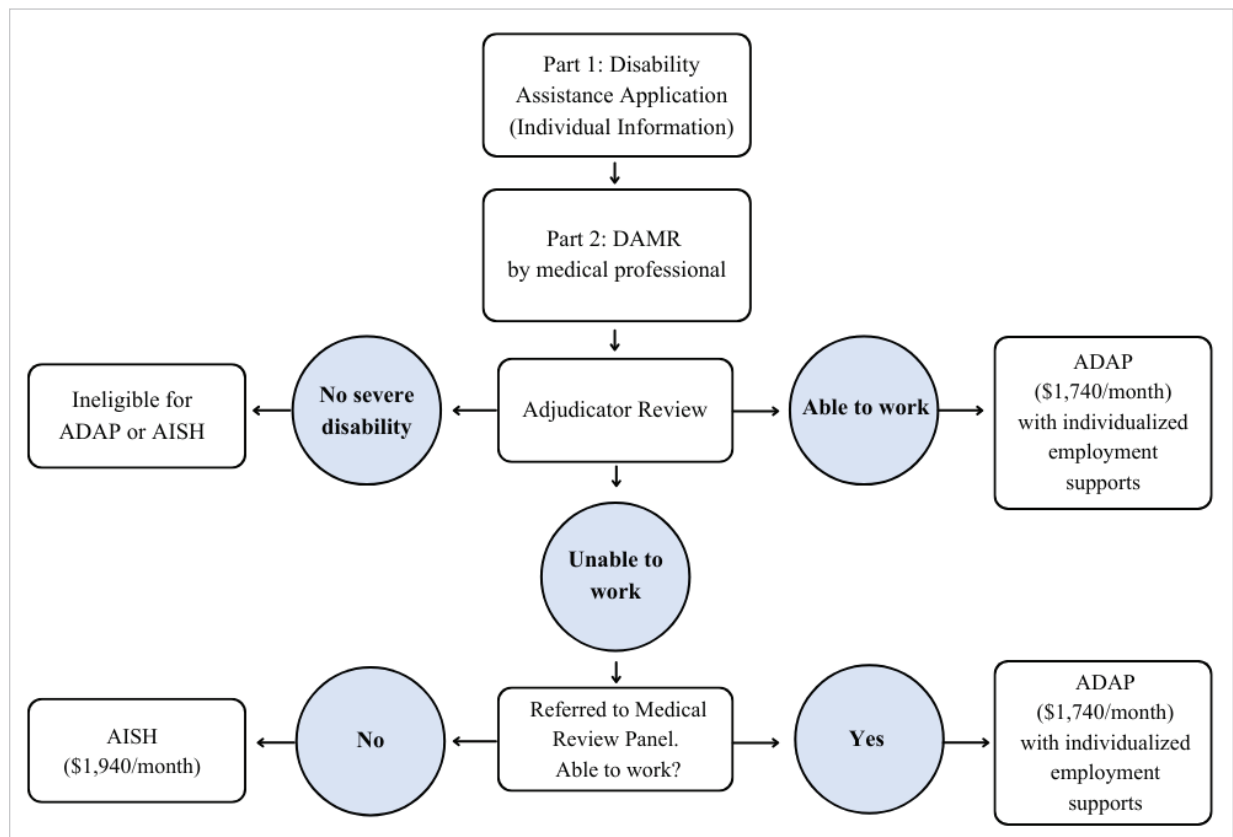 Part 1: Disability
Assistance Application
(Individual Information)
Part 2: DAMR
by medical professional
Ineligible for
ADAP or AISH
No severe
disability
Adjudicator Review
Able to work
ADAP
($1,740/month)
with individualized
employment
supports
Unable to
work
AISH
($1,940/month)
No
Referred to Medical
Review Panel.
Able to work?
Yes
ADAP
($1,740/month)
with individualized
employment
supports